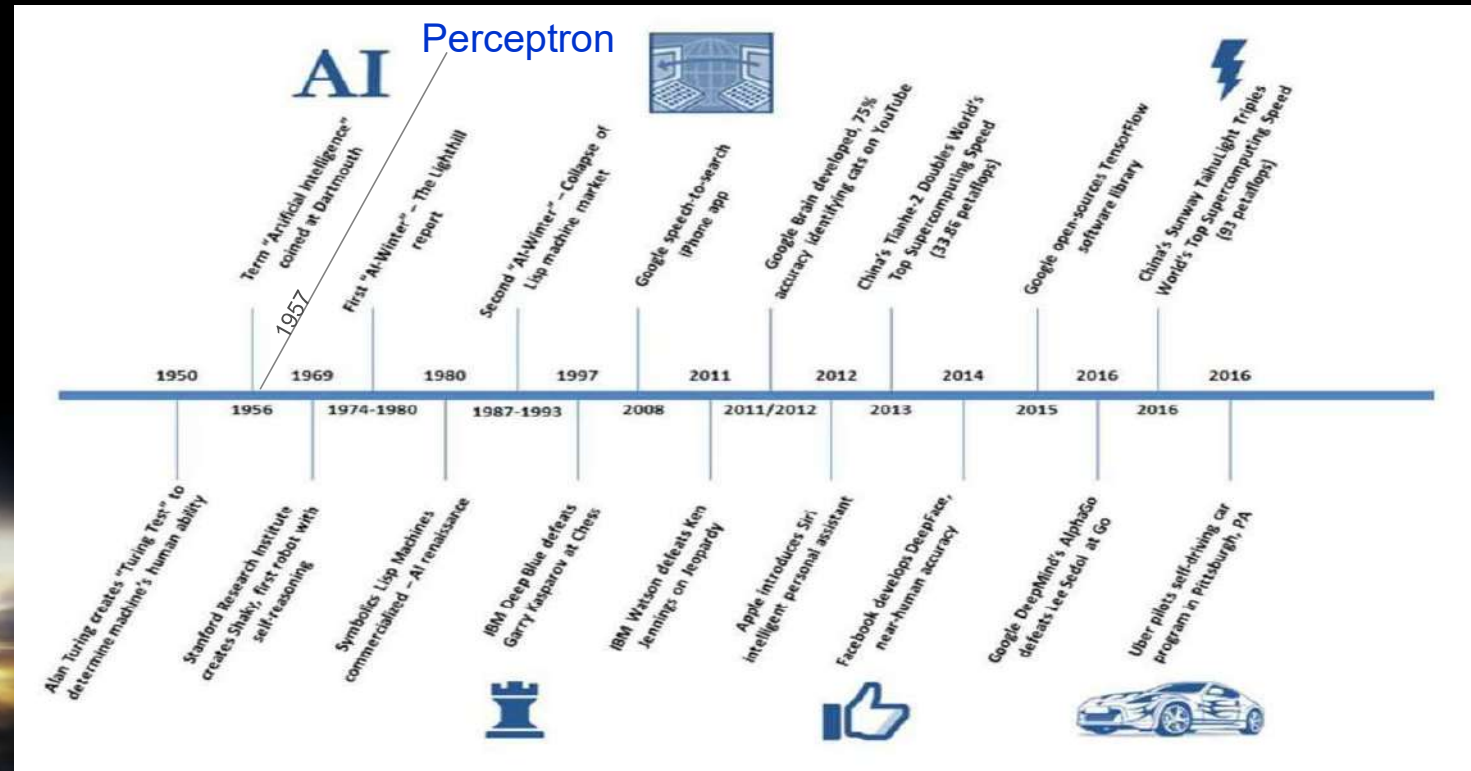 Perceptron
AI
Term "Artificial Intelligence"
coined at Dartmouth
1957
First "AI-Winter" – The Lighthill
report
Second "AI-Winter" – Collapse of
Lisp machine market
Google speech-to-search
iPhone app
Google Brain developed, 75%
accuracy identifying cats on YouTube
China's Tianhe-2 Doubles World's
Top Supercomputing Speed
(33.86 petaflops)
Google open-sources TensorFlow
software library
China's Sunway TaihuLight Triples
World's Top Supercomputing Speed
(93 petaflops)
1950 1969 1980 1997 2011 2012 2014 2016 2016
1956 1974-1980 1987-1993 2008 2011/2012 2013 2015 2016
Alan Turing creates "Turing Test" to
determine machine's human ability
Stanford Research Institute
creates Shaky, first robot with
self-reasoning
Symbolics Lisp Machines
commercialized – AI renaissance
IBM Deep Blue defeats
Garry Kasparov at Chess
IBM Watson defeats Ken
Jennings on Jeopardy
Apple introduces Siri
intelligent personal assistant
Facebook develops DeepFace,
near-human accuracy
Google DeepMind's AlphaGo
defeats Lee Sedol at Go
Uber pilots self-driving car
program in Pittsburgh, PA